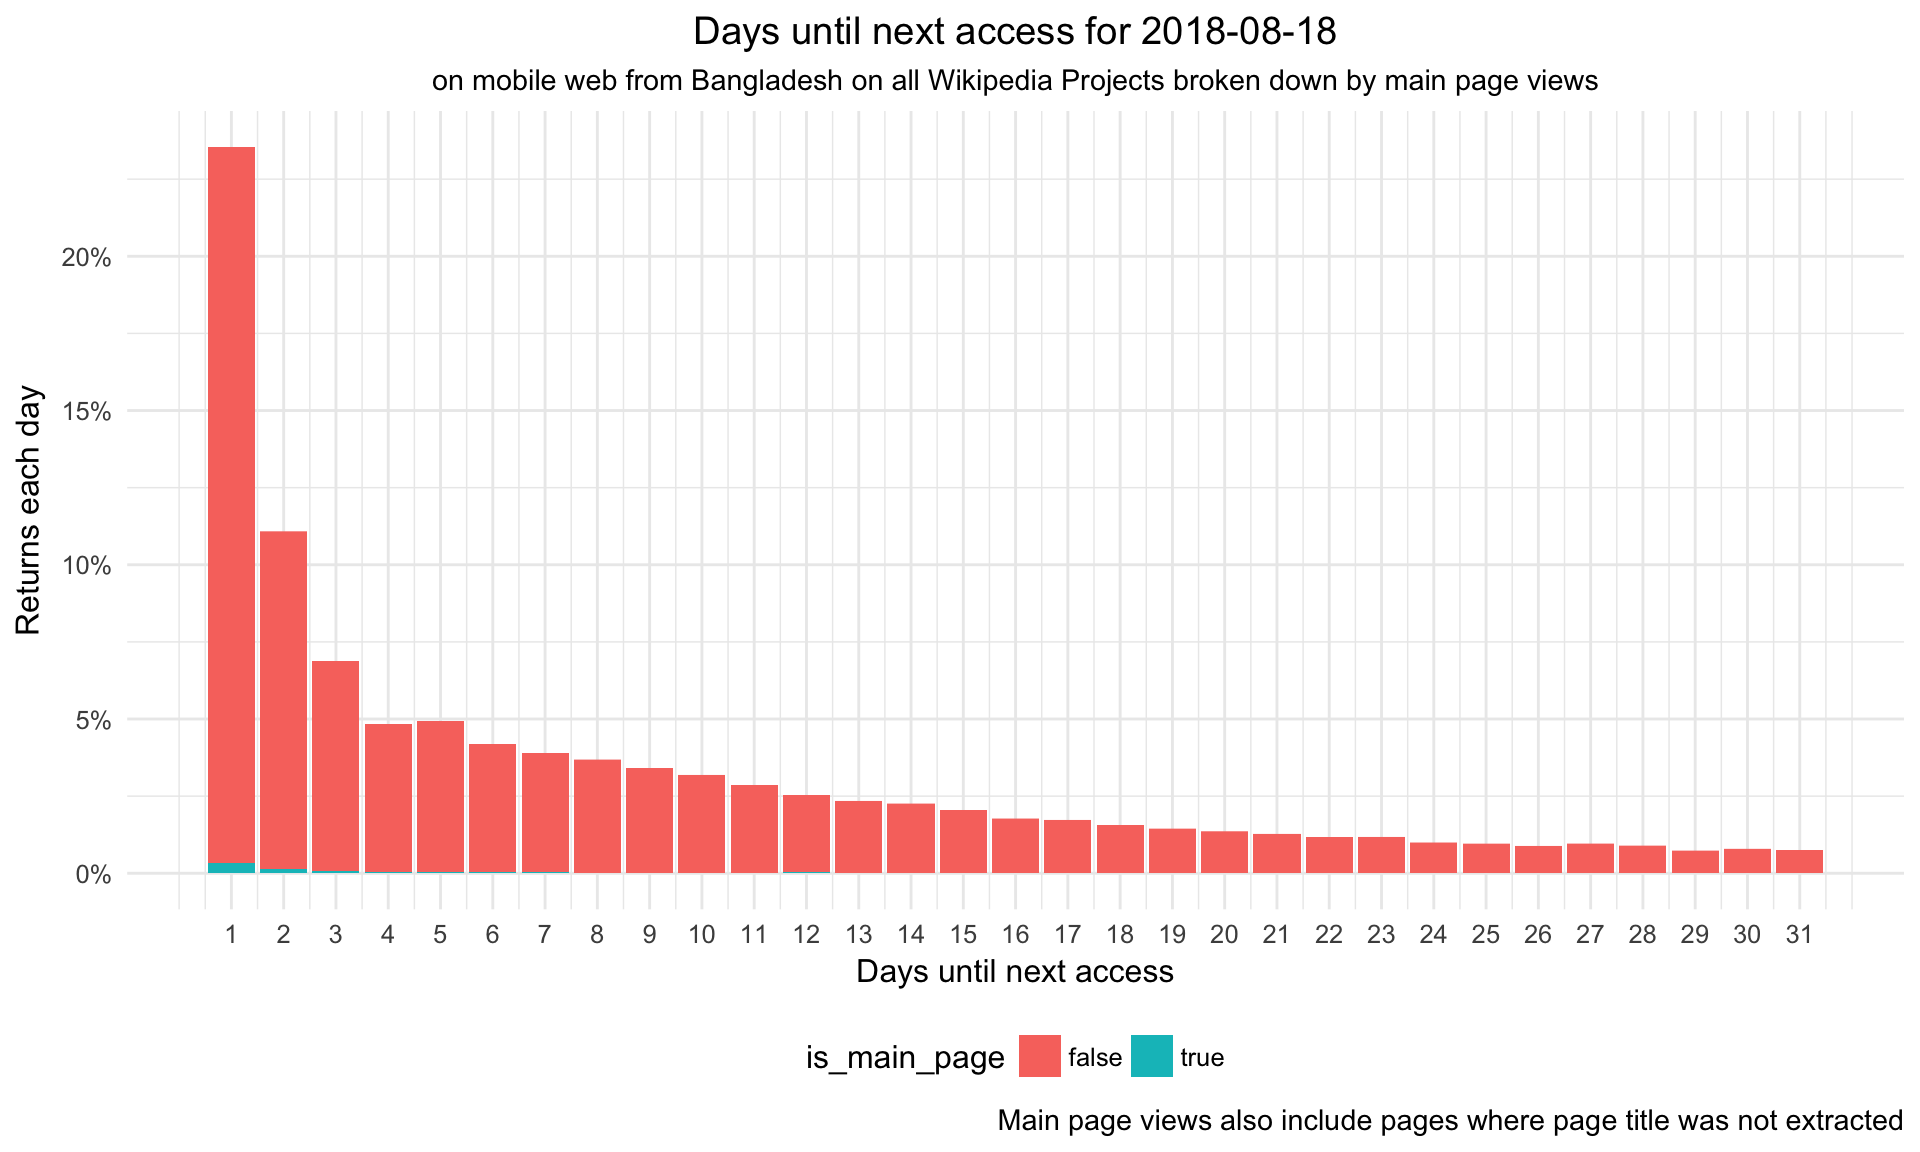 Days until next access for 2018-08-18
on mobile web from Bangladesh on all Wikipedia Projects broken down by main page views
Returns each day
20%
15%
10%
5%
0%
1 2 3 4 5 6 7 8 9 10 11 12 13 14 15 16 17 18 19 20 21 22 23 24 25 26 27 28 29 30 31
Days until next access
is_main_page false true
Main page views also include pages where page title was not extracted